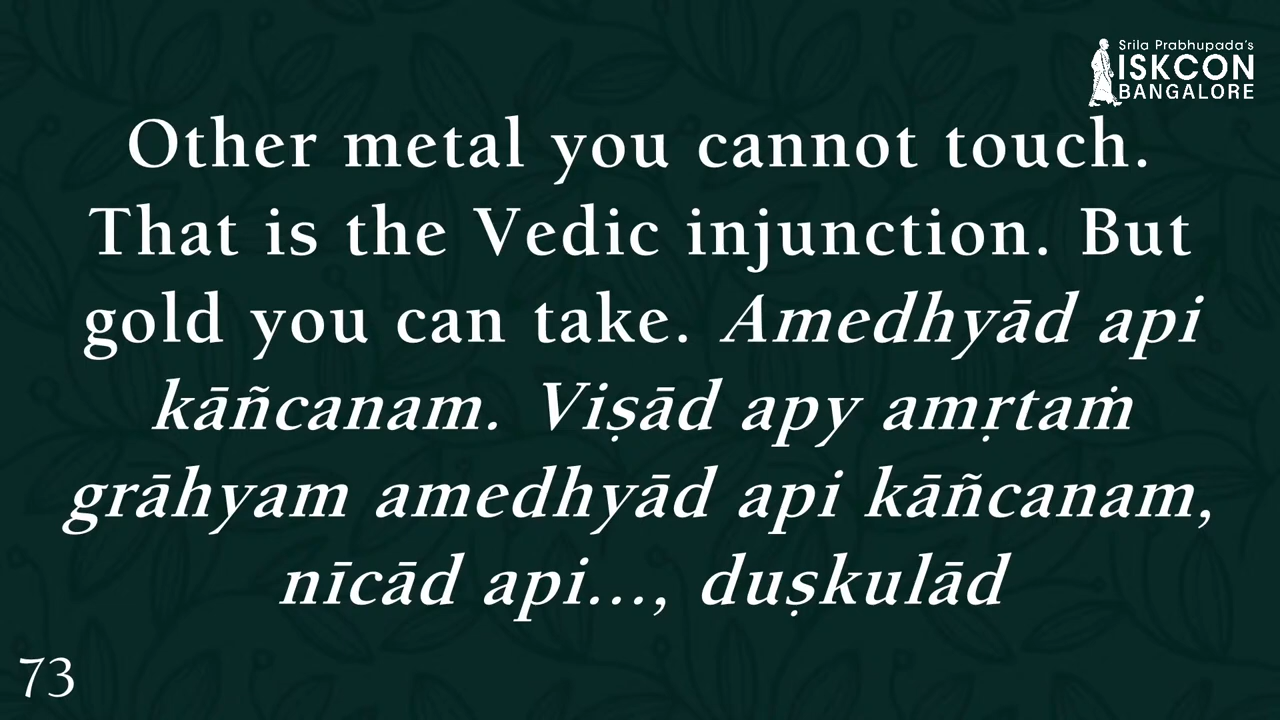 Srila Prabhupada's
ISKCON
BANGALORE
Other metal you cannot touch.
That is the Vedic injunction. But
gold you can take. Amedhyād api
kāñcanam. Viṣād apy amṛtaṁ
grāhyam amedhyād api kāñcanam,
nīcād api..., duṣkulād
73